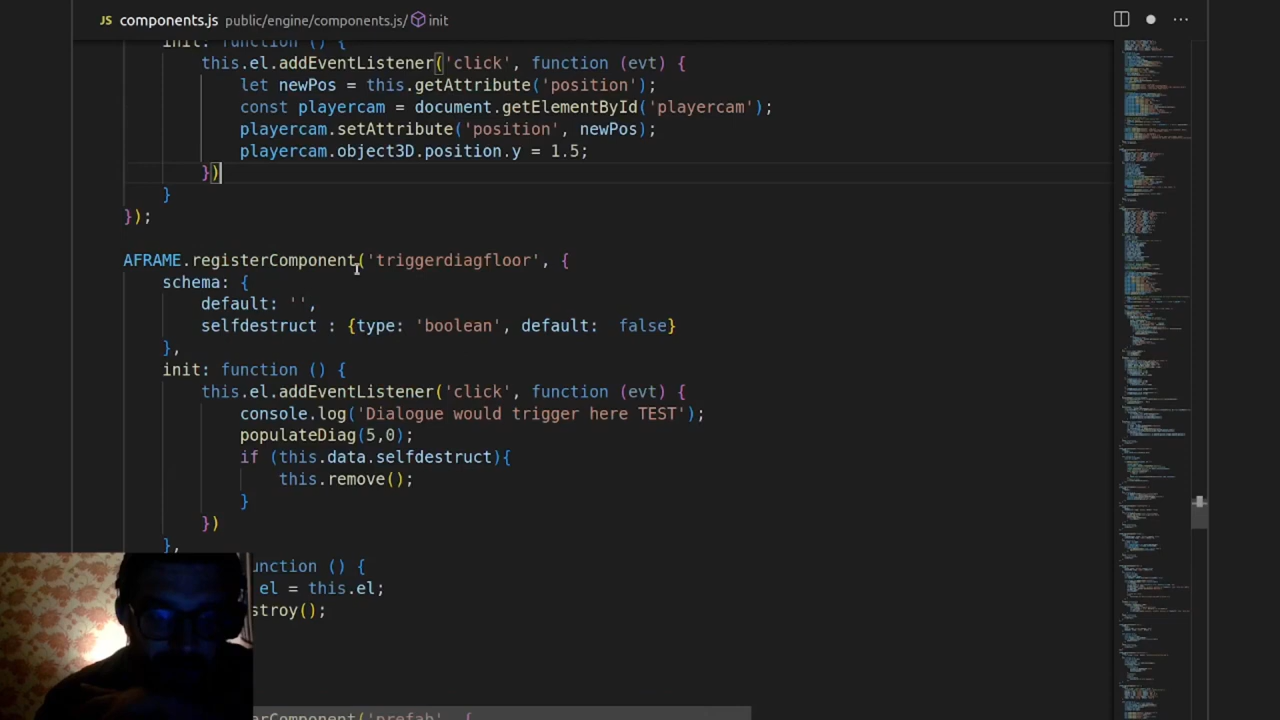 JS components.js public/engine/components.js/ init ···
init: function () {
this.el.addEventListener('click', function (evt) {
let newPos = this.getAttribute('position');
const playercam = document.getElementById('playercam');
playercam.setAttribute('position', newPos);
playercam.object3D.position.y = 1.5;
})
}
});
AFRAME.registerComponent('triggerdiagfloor', {
schema: {
default: '',
selfdestruct : {type: 'boolean', default: false}
},
init: function () {
this.el.addEventListener('click', function (evt) {
console.log('Dialogue would trigger here TEST');
populateDiag(5,0);
if (this.data.selfdestruct){
this.remove();
}
})
},
unction () {
el = this.el;
stroy();
erComponent('prefab', {